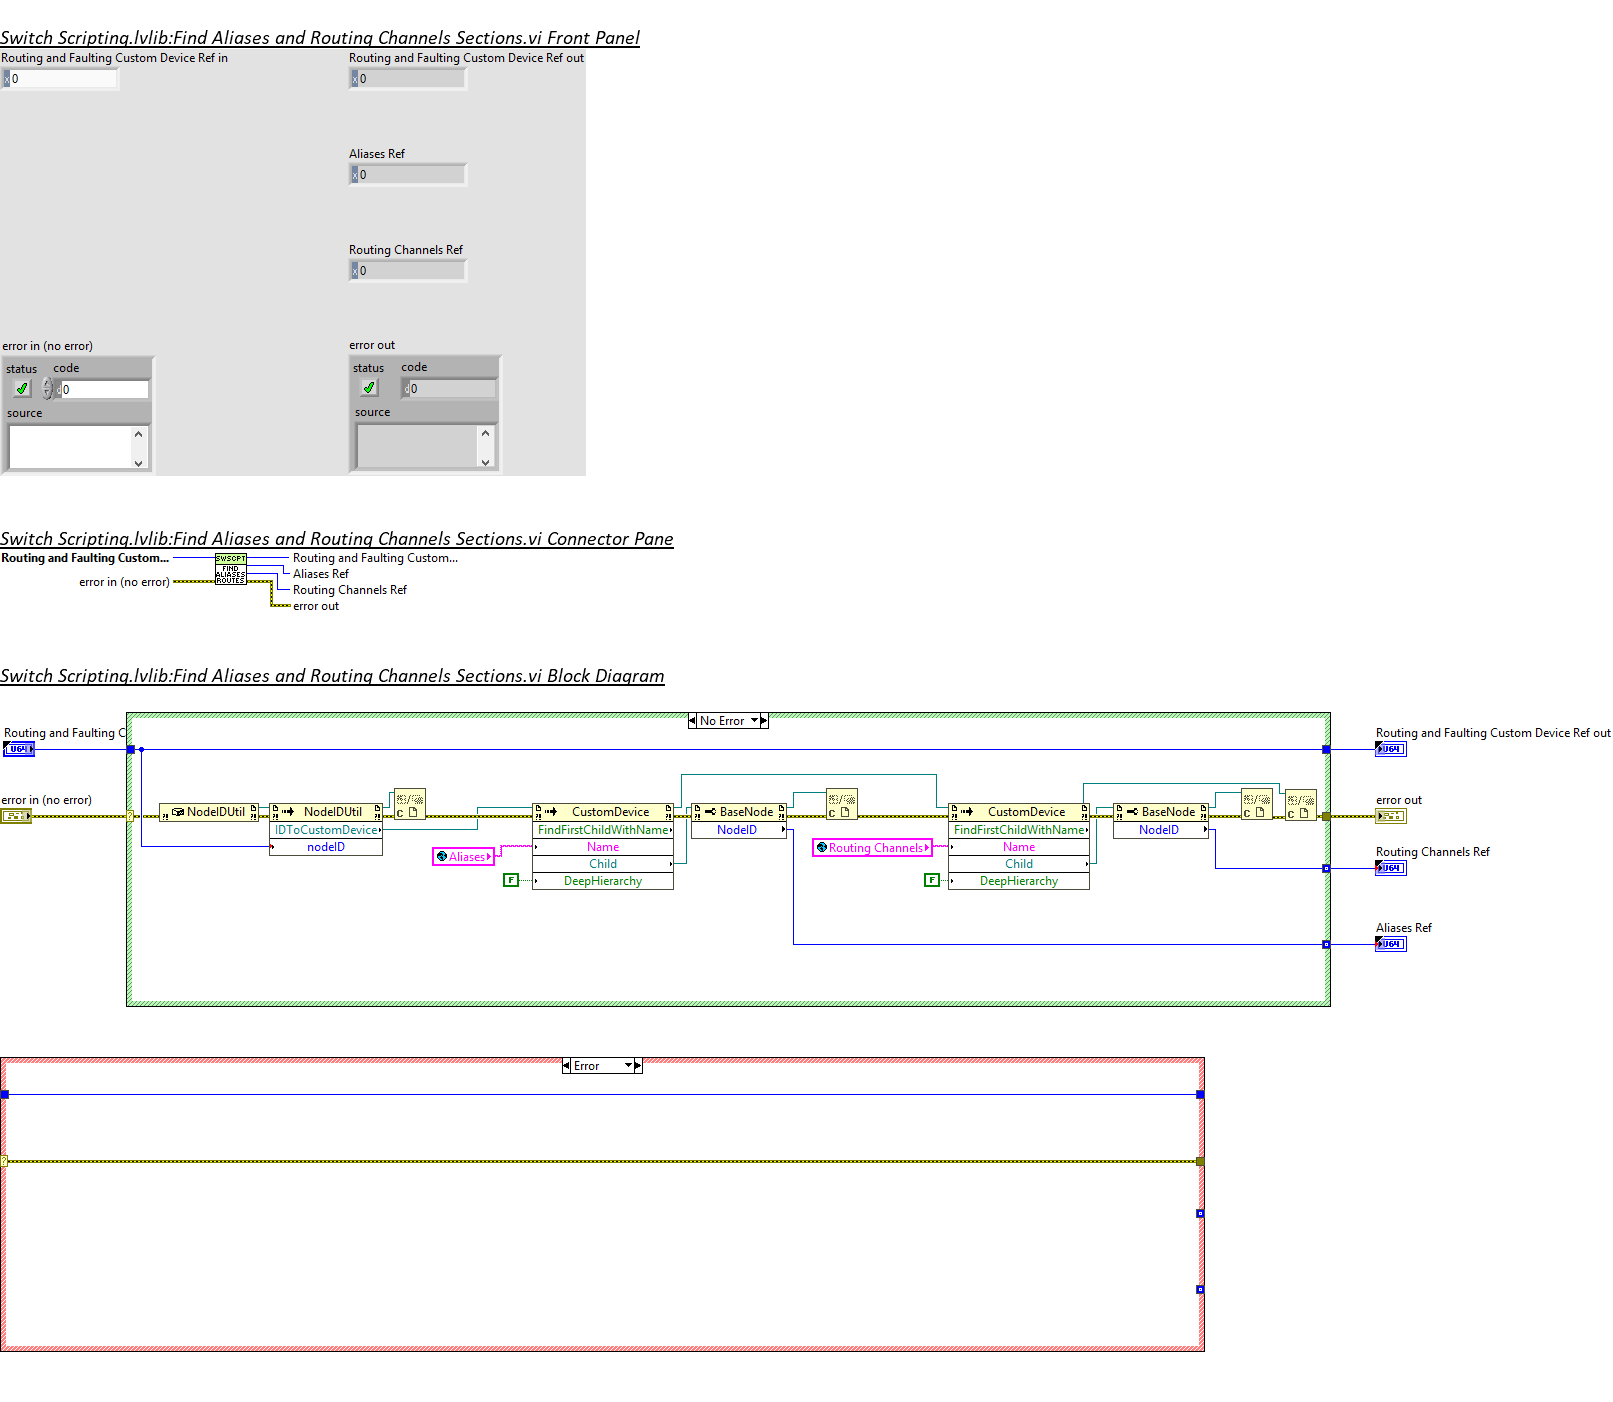 Switch Scripting.lvlib:Find Aliases and Routing Channels Sections.vi Front Panel
Routing and Faulting Custom Device Ref in
Routing and Faulting Custom Device Ref out
x 0
x 0
Aliases Ref
x 0
Routing Channels Ref
x 0
error in (no error)
error out
status code
status code
d 0
d 0
source
source
Switch Scripting.lvlib:Find Aliases and Routing Channels Sections.vi Connector Pane
Routing and Faulting Custom...
SWSCPT
FIND
ALIASES
ROUTES
Routing and Faulting Custom...
Aliases Ref
error in (no error)
Routing Channels Ref
error out
Switch Scripting.lvlib:Find Aliases and Routing Channels Sections.vi Block Diagram
No Error
Routing and Faulting C
U64
Routing and Faulting Custom Device Ref out
U64
error in (no error)
error out
NodeIDUtil
NodeIDUtil
IDToCustomDevice
nodeID
C
Aliases
F
CustomDevice
FindFirstChildWithName
Name
Child
DeepHierarchy
BaseNode
NodeID
C
Routing Channels
F
CustomDevice
FindFirstChildWithName
Name
Child
DeepHierarchy
BaseNode
NodeID
C
C
Routing Channels Ref
U64
Aliases Ref
U64
Error